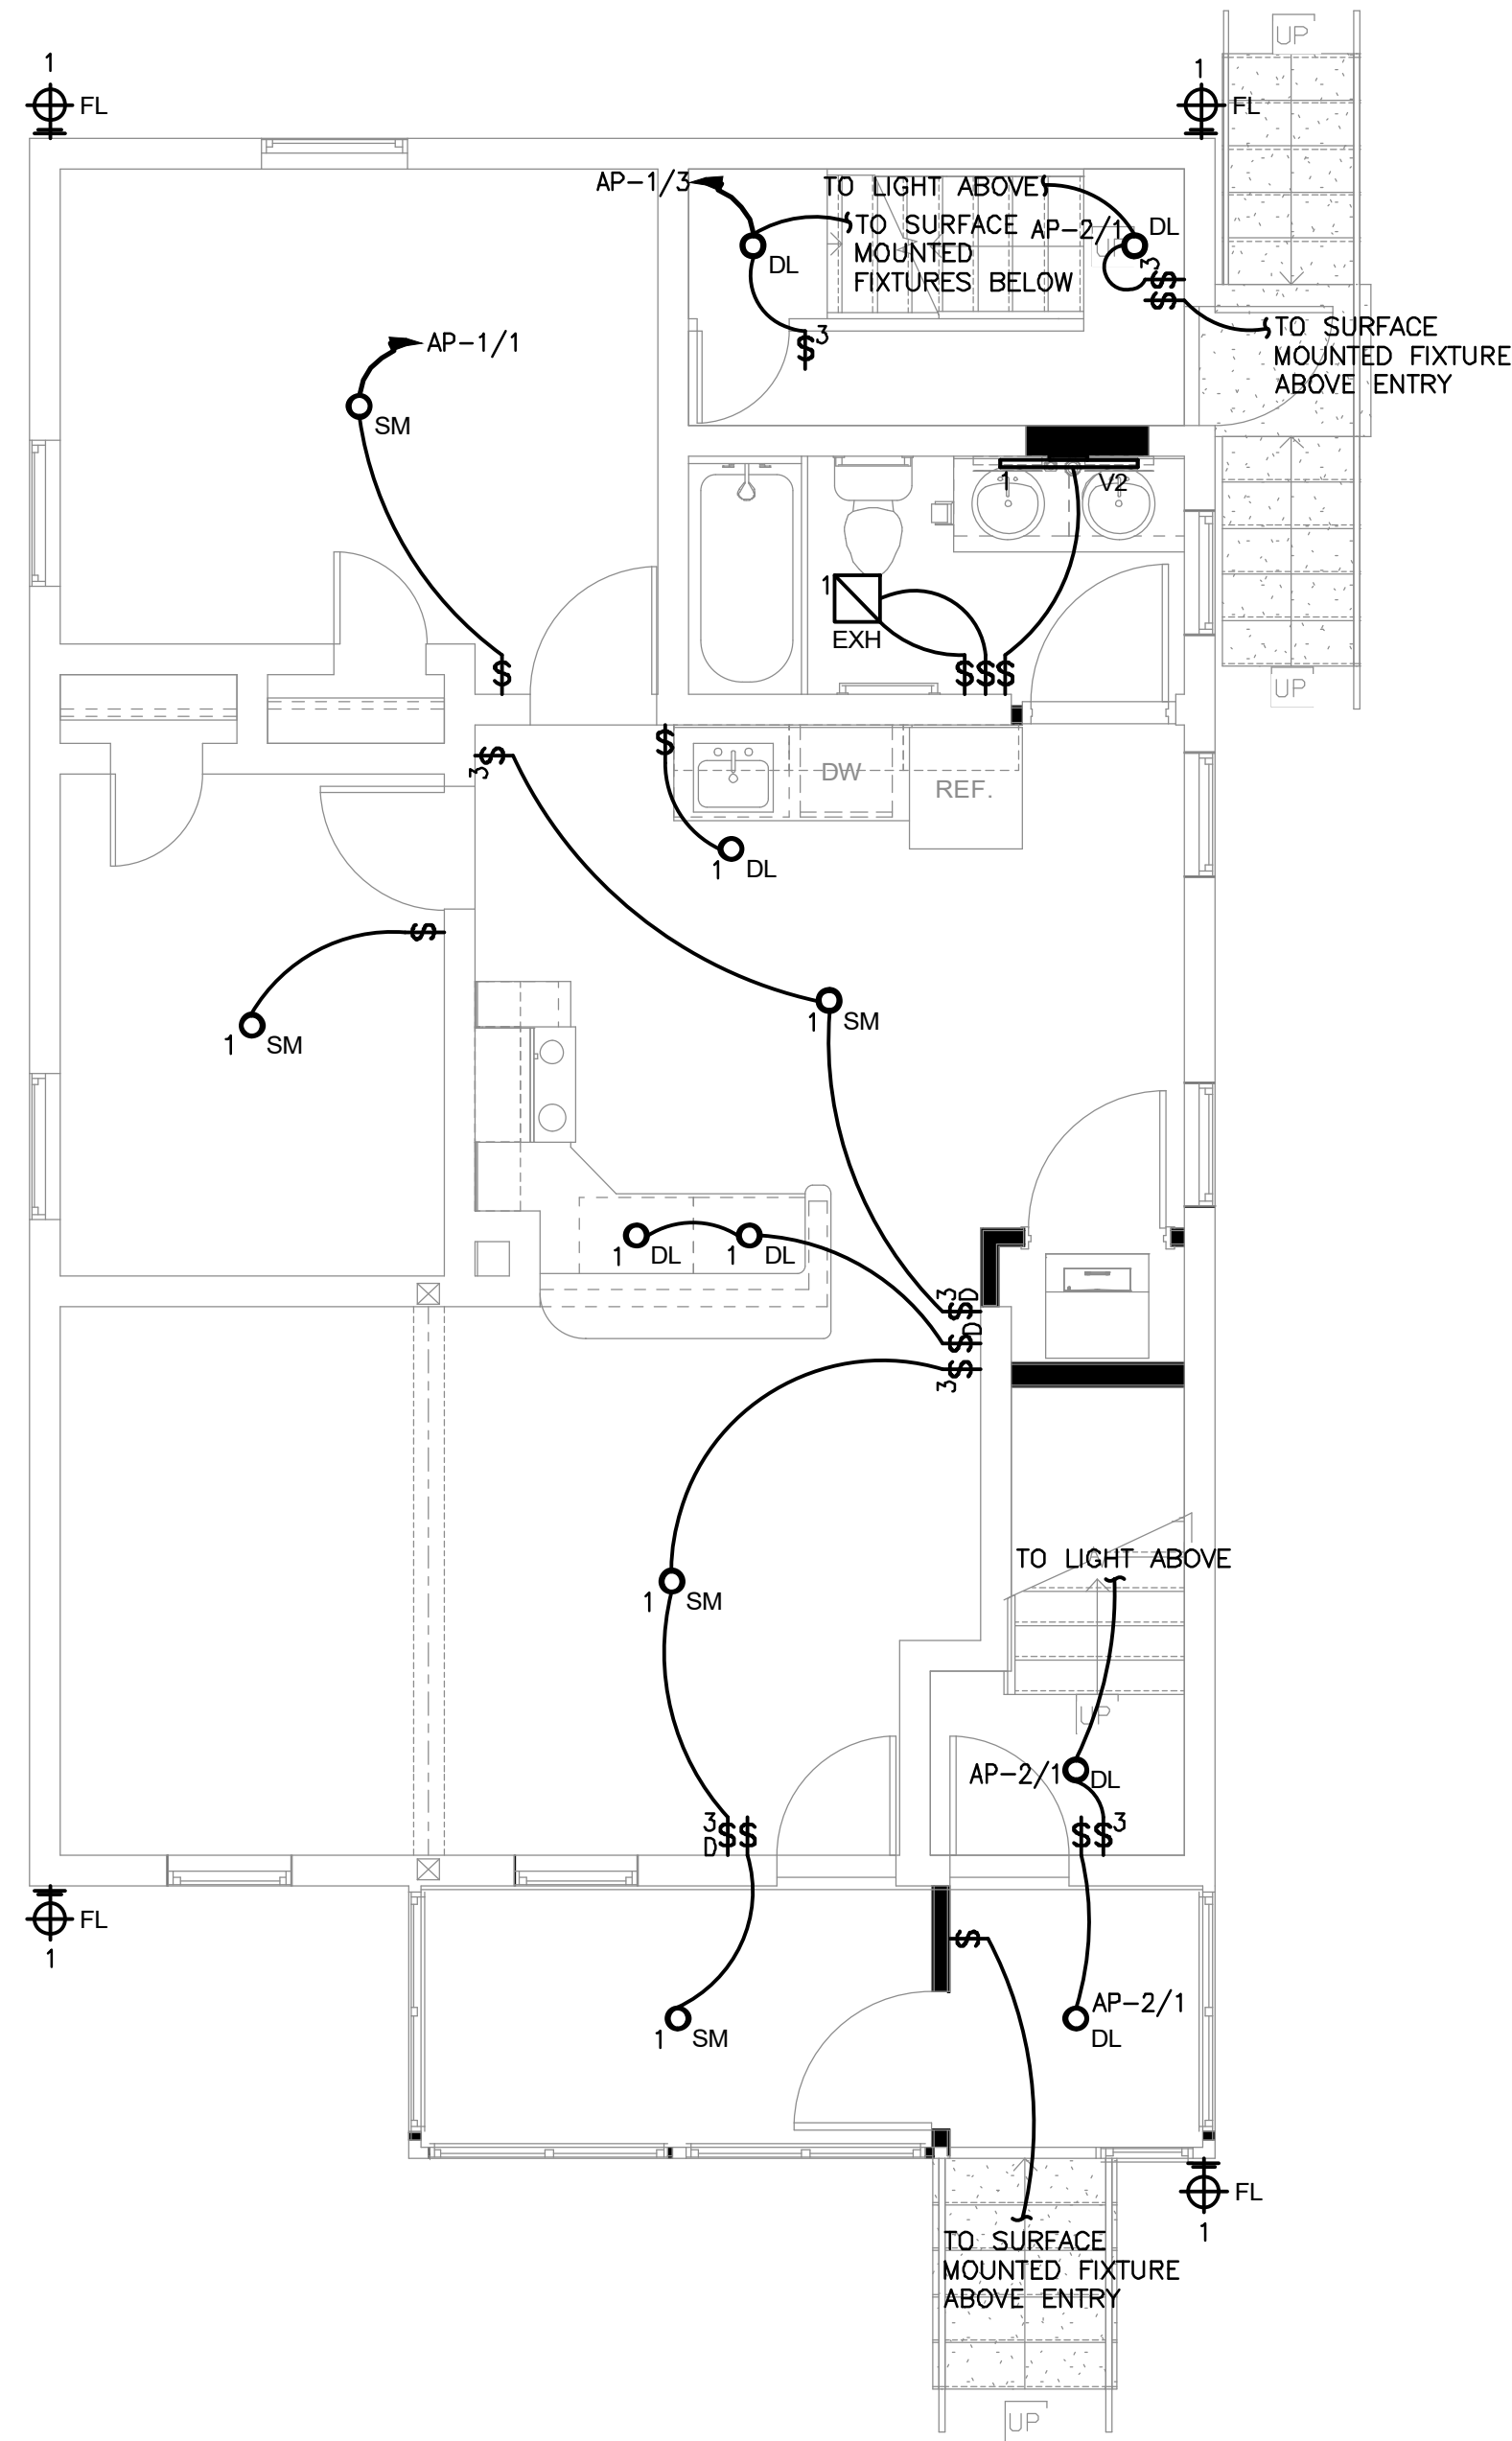 UP
1
FL
1
FL
AP-1/3
TO LIGHT ABOVE
TO SURFACE
MOUNTED
FIXTURES BELOW
AP-2/1
DL
UP
DL
3
$
$
3
$
TO SURFACE
MOUNTED FIXTURE
ABOVE ENTRY
AP-1/1
SM
1
V2
1
EXH
$
$$$
UP
3
$
$
DW
REF.
1
DL
$
1
SM
1
SM
1
DL
1
DL
3
D
$
D
$
$
3
TO LIGHT ABOVE
1
SM
UP
AP-2/1
DL
3
D
$$
$$
3
FL
1
$
AP-2/1
DL
1
SM
FL
1
TO SURFACE
MOUNTED FIXTURE
ABOVE ENTRY
UP